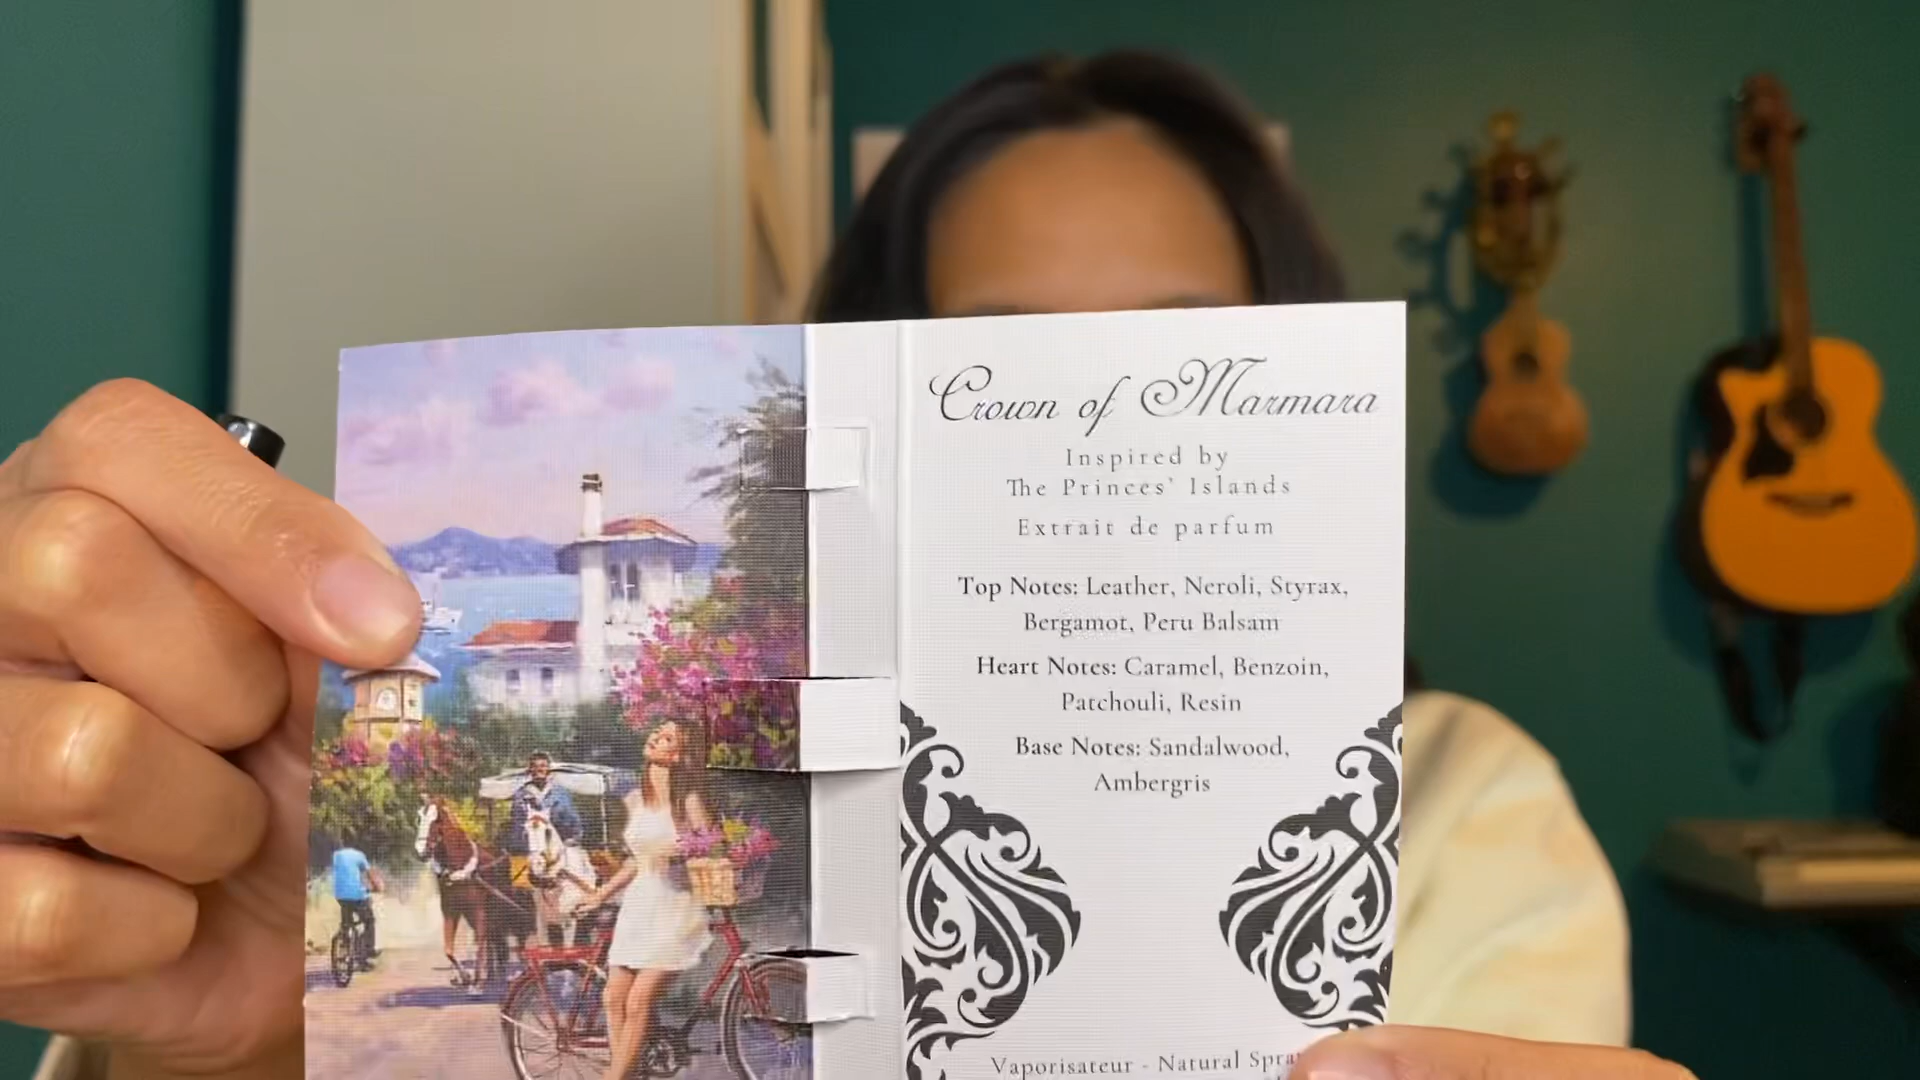 Crown of Marmara
Inspired by
The Princes' Islands
Extrait de parfum
Top Notes: Leather, Neroli, Styrax,
Bergamot, Peru Balsam
Heart Notes: Caramel, Benzoin,
Patchouli, Resin
Base Notes: Sandalwood,
Ambergris
Vaporisateur - Natural